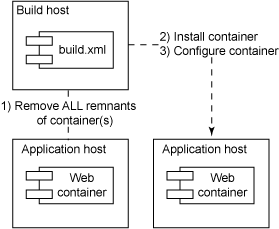 Build host
build.xml
2) Install container
3) Configure container
1) Remove ALL remnants
of container(s)
Application host
Web
container
Application host
Web
container